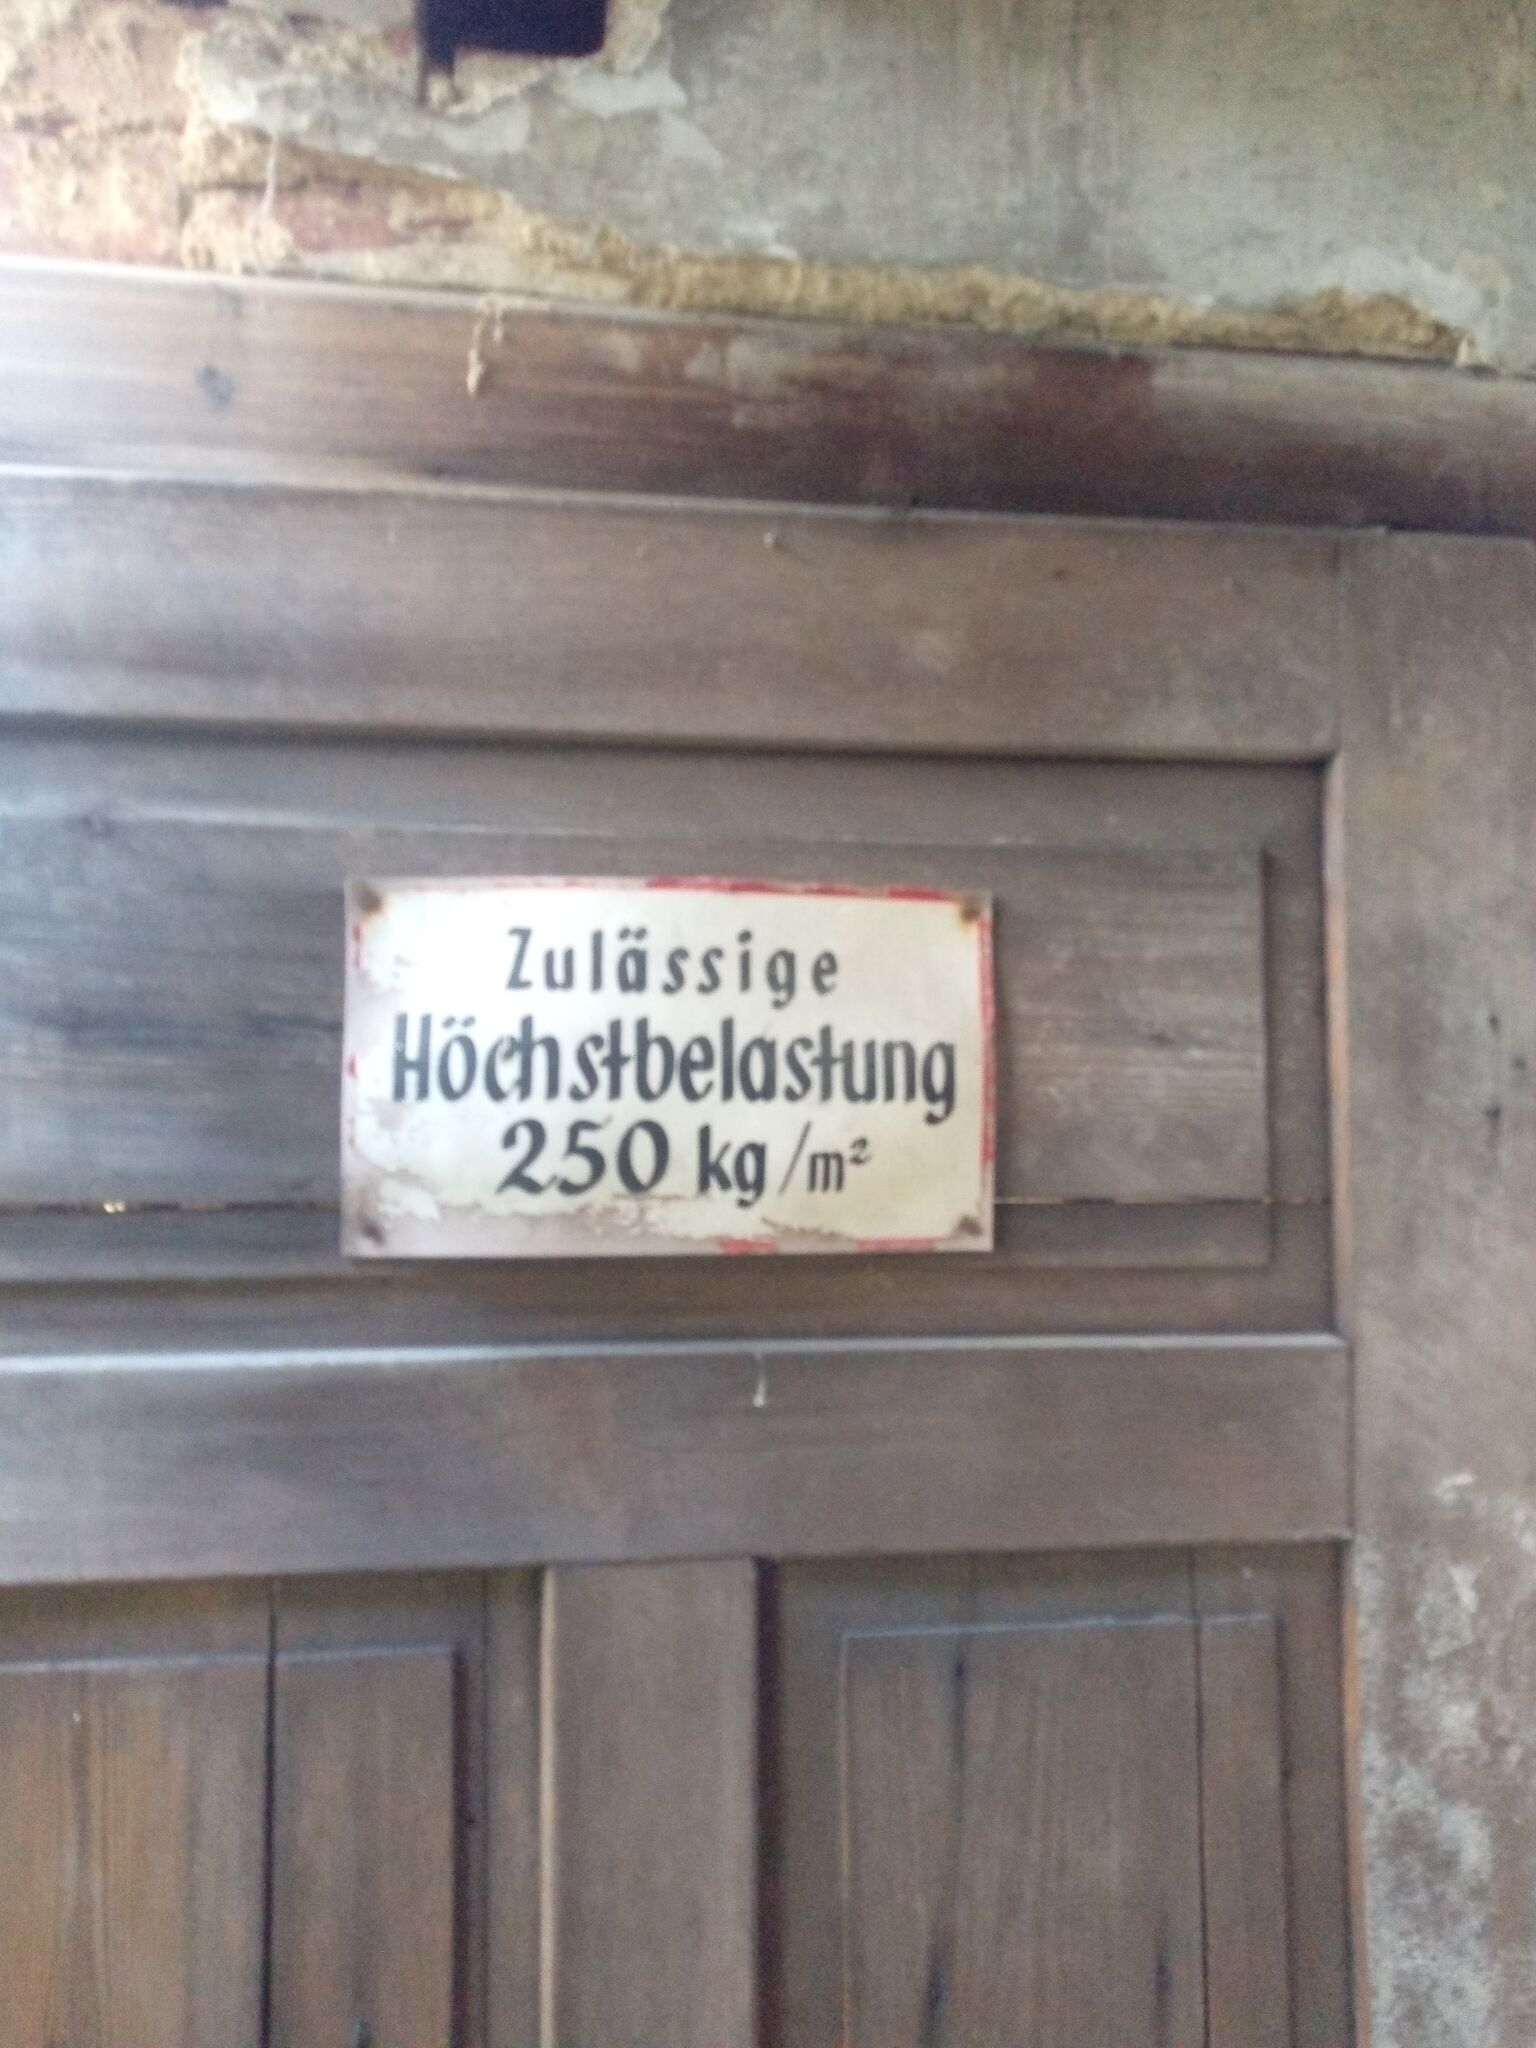 Zulässige
Höchstbelastung
250 kg/m²